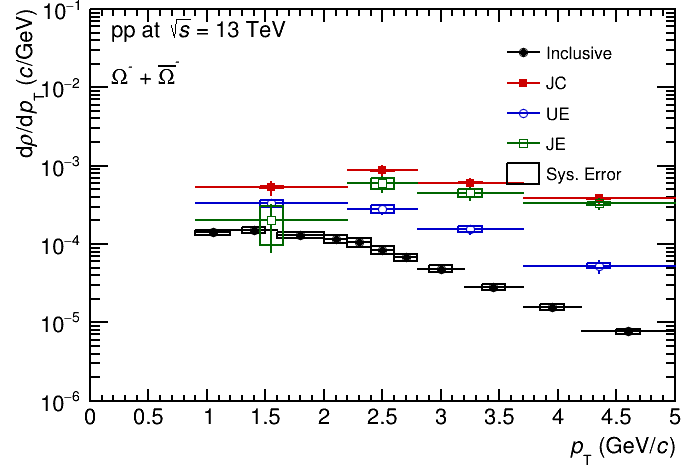 pp at √s = 13 TeV
Ω⁻ + Ω̅⁻
Inclusive
JC
UE
JE
Sys. Error
dρ/dp_T (c/GeV)
10⁻¹
10⁻²
10⁻³
10⁻⁴
10⁻⁵
10⁻⁶
0 0.5 1 1.5 2 2.5 3 3.5 4 4.5 5
p_T (GeV/c)